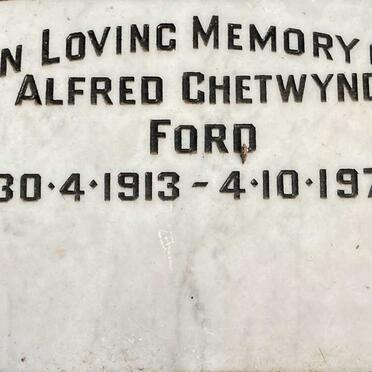 N LOVING MEMORY
ALFRED CHETWYND
FORD
30·4·1913 - 4·10·197